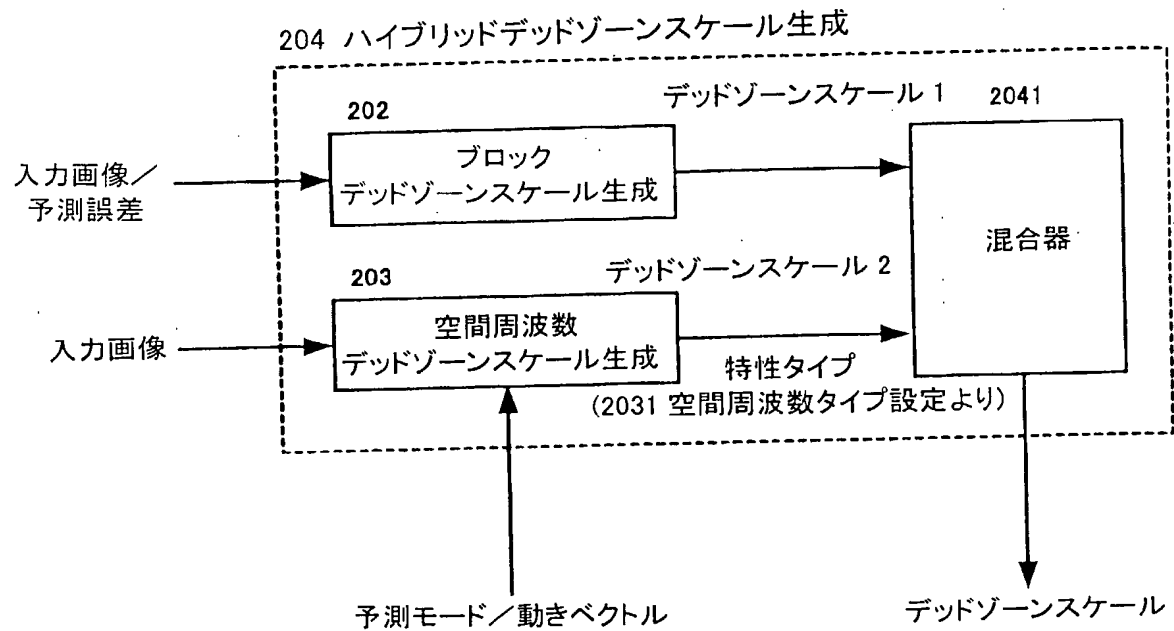 204 ハイブリッドデッドゾーンスケール生成
デッドゾーンスケール 1
2041
202
ブロック
デッドゾーンスケール生成
入力画像／
予測誤差
混合器
デッドゾーンスケール 2
203
空間周波数
デッドゾーンスケール生成
入力画像
特性タイプ
(2031 空間周波数タイプ設定より)
予測モード／動きベクトル
デッドゾーンスケール